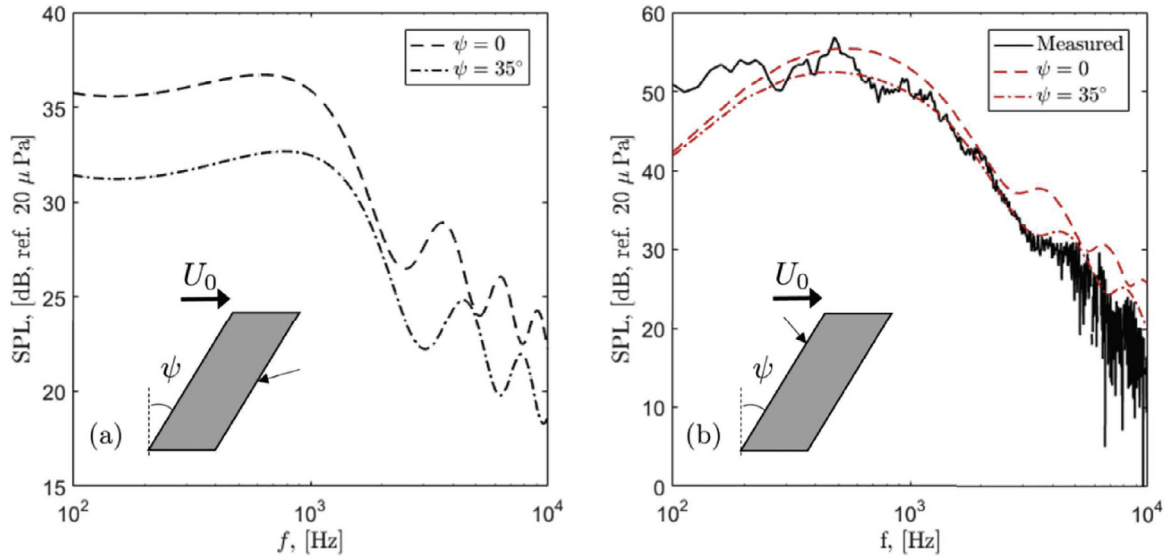 40
35
30
25
20
15
SPL, [dB, ref. 20 μ Pa]
ψ = 0
ψ = 35°
U₀
ψ
(a)
10² 10³ 10⁴
f, [Hz]
60
50
40
30
20
10
0
SPL, [dB, ref. 20 μ Pa]
Measured
ψ = 0
ψ = 35°
U₀
ψ
(b)
10² 10³ 10⁴
f, [Hz]